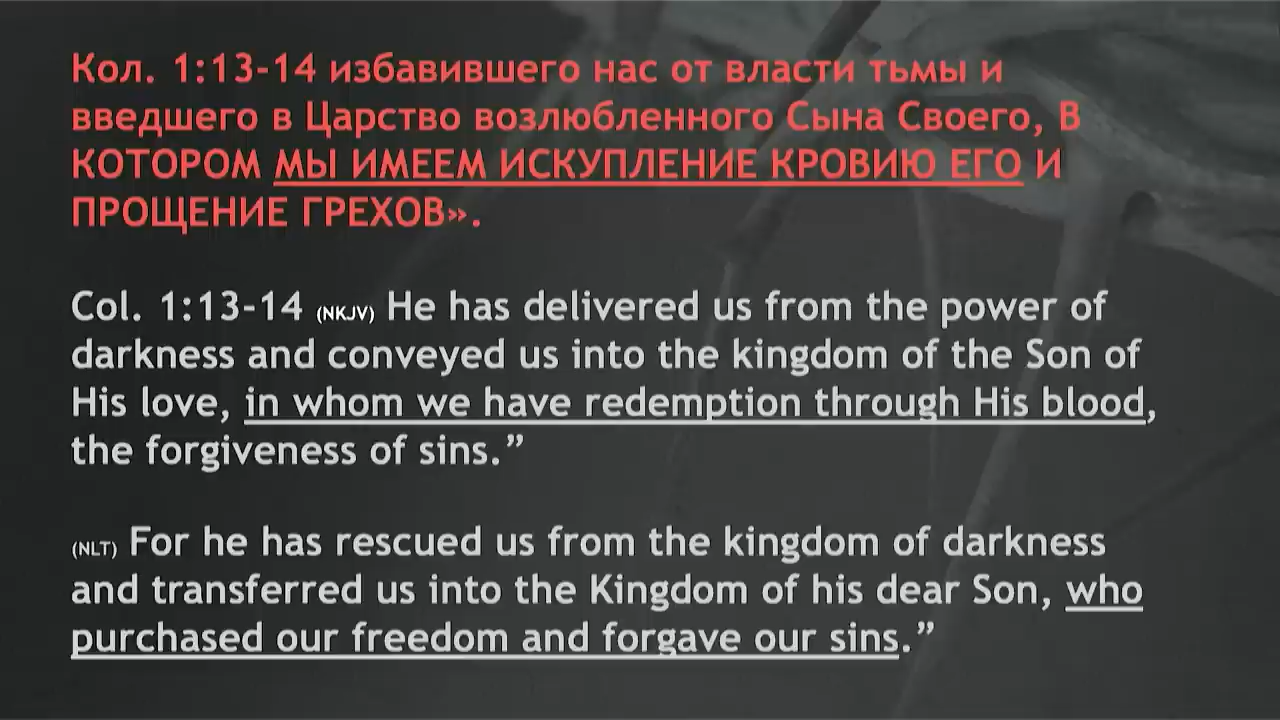 Кол. 1:13-14 избавившего нас от власти тьмы и
введшего в Царство возлюбленного Сына Своего, В
КОТОРОМ МЫ ИМЕЕМ ИСКУПЛЕНИЕ КРОВИЮ ЕГО И
ПРОЩЕНИЕ ГРЕХОВ».
Col. 1:13-14 (NKJV) He has delivered us from the power of
darkness and conveyed us into the kingdom of the Son of
His love, in whom we have redemption through His blood,
the forgiveness of sins.”
(NLT) For he has rescued us from the kingdom of darkness
and transferred us into the Kingdom of his dear Son, who
purchased our freedom and forgave our sins.”